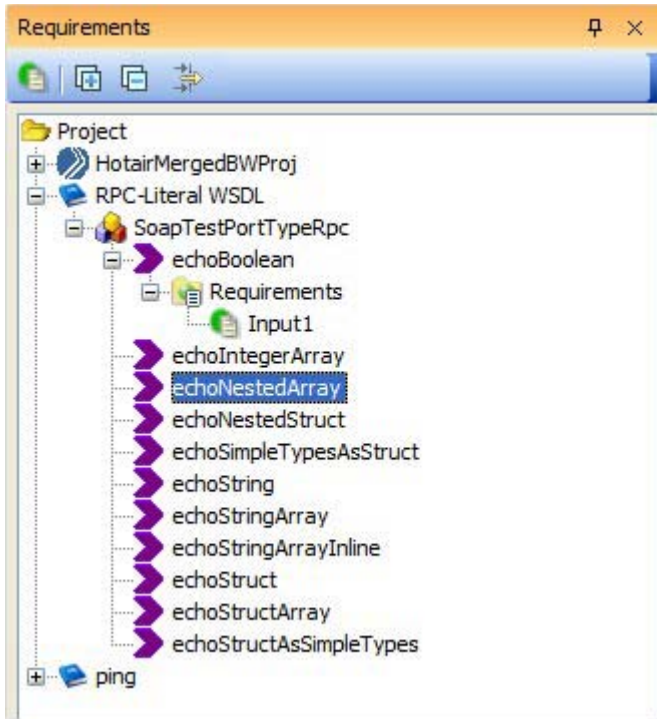 Requirements
Project
HotairMergedBWProj
RPC-Literal WSDL
SoapTestPortTypeRpc
echoBoolean
Requirements
Input1
echoIntegerArray
echoNestedArray
echoNestedStruct
echoSimpleTypesAsStruct
echoString
echoStringArray
echoStringArrayInline
echoStruct
echoStructArray
echoStructAsSimpleTypes
ping